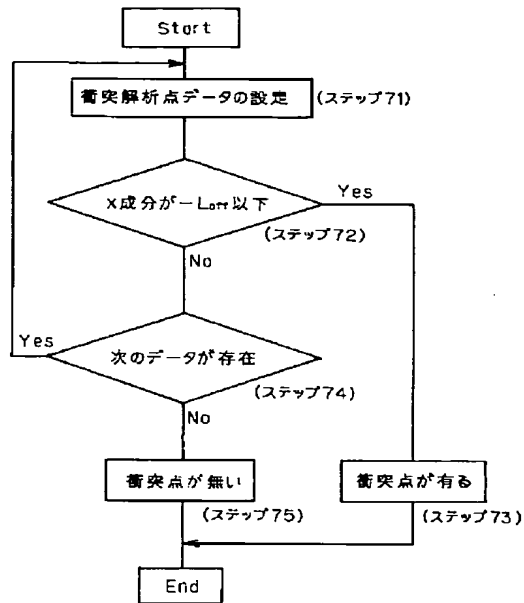 Start
衝突解析点データの設定
(ステップ71)
X成分が−Loff以下
Yes
(ステップ72)
No
Yes
次のデータが存在
(ステップ74)
No
衝突点が無い
衝突点が有る
(ステップ75)
(ステップ73)
End